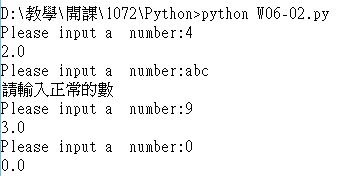 D:\教學\開課\1072\Python>python W06-02.py
Please input a  number:4
2.0
Please input a  number:abc
請輸入正常的數
Please input a  number:9
3.0
Please input a  number:0
0.0